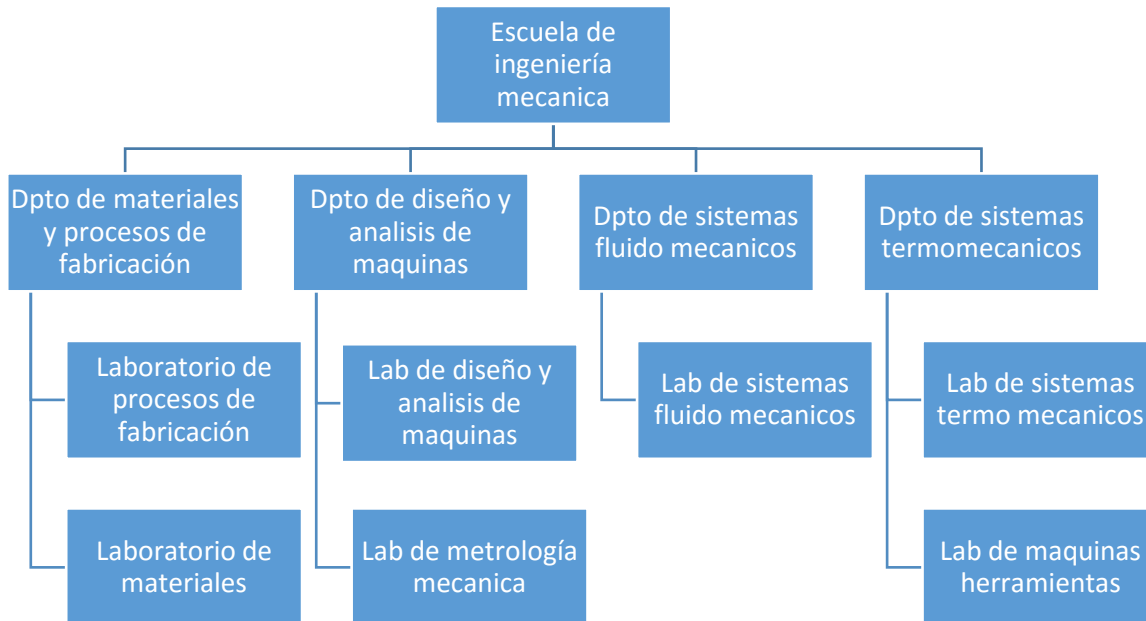 Escuela de
ingeniería
mecanica
Dpto de materiales
y procesos de
fabricación
Dpto de diseño y
analisis de
maquinas
Dpto de sistemas
fluido mecanicos
Dpto de sistemas
termomecanicos
Laboratorio de
procesos de
fabricación
Lab de diseño y
analisis de
maquinas
Lab de sistemas
fluido mecanicos
Lab de sistemas
termo mecanicos
Laboratorio de
materiales
Lab de metrología
mecanica
Lab de maquinas
herramientas